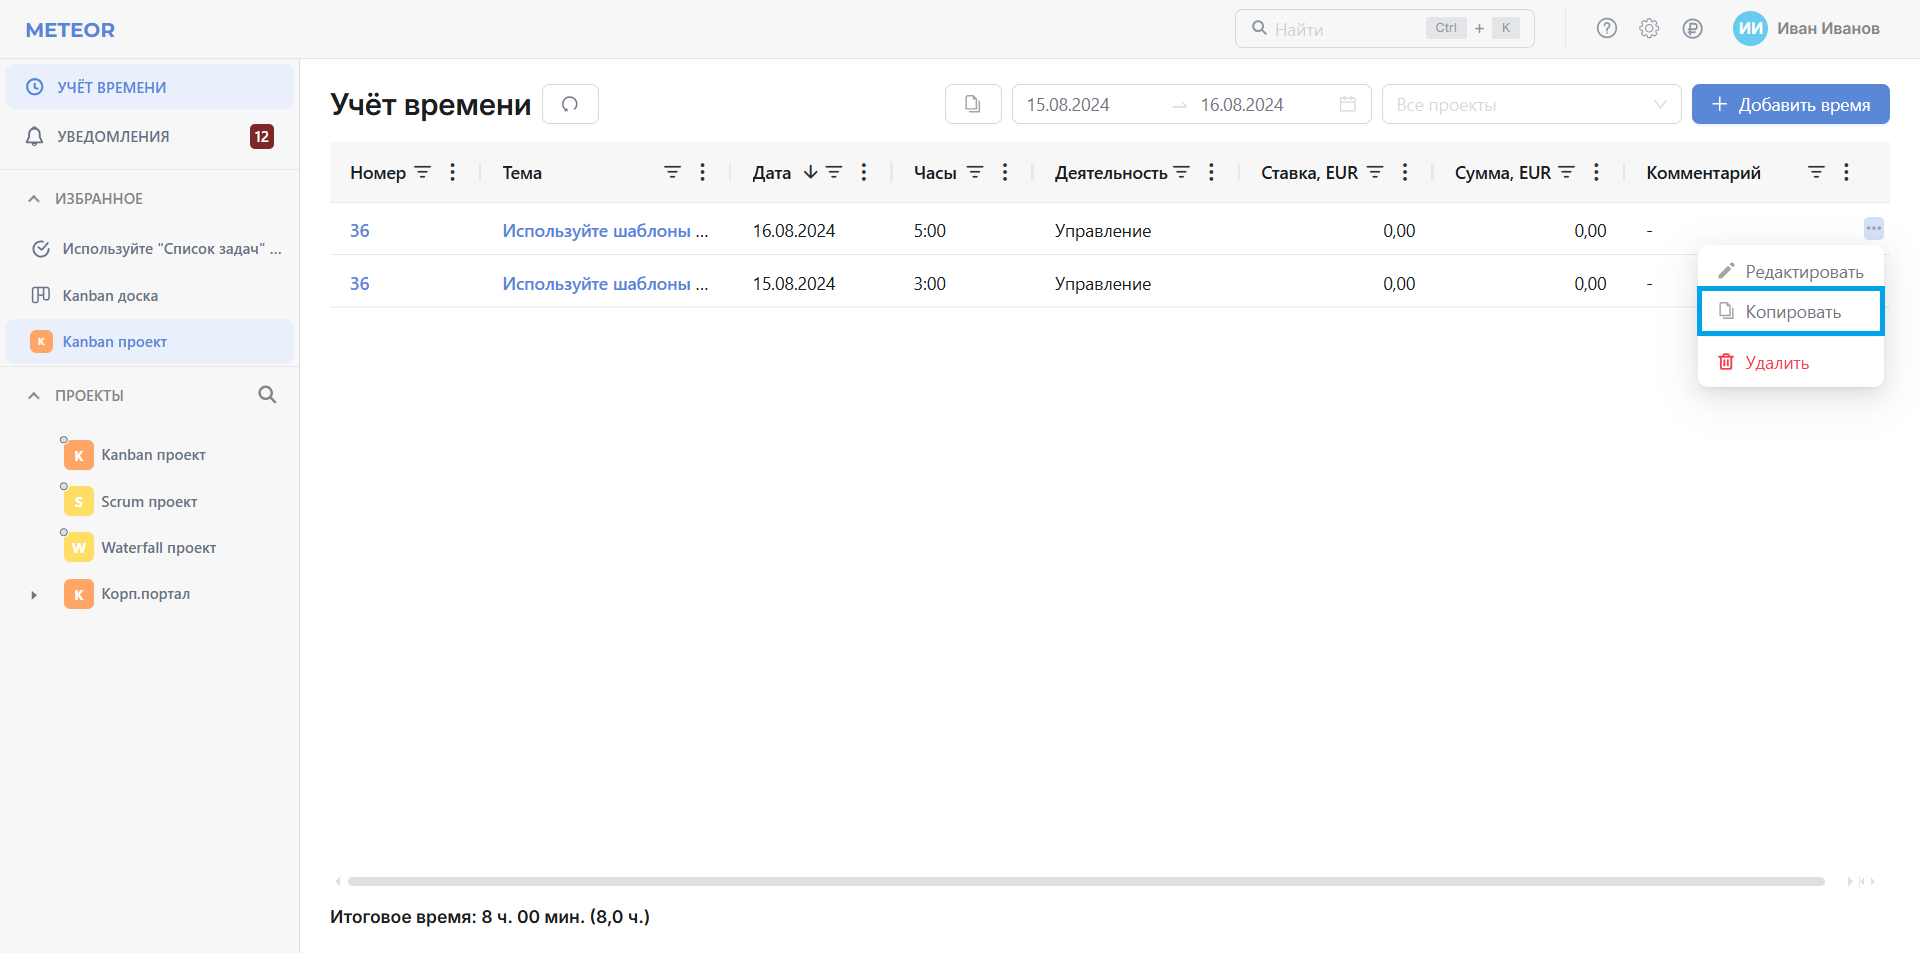 METEOR
Найти Ctrl + K
ИИ Иван Иванов
УЧЁТ ВРЕМЕНИ
УВЕДОМЛЕНИЯ 12
ИЗБРАННОЕ
Используйте "Список задач" ...
Kanban доска
K Kanban проект
ПРОЕКТЫ
K Kanban проект
S Scrum проект
W Waterfall проект
К Корп.портал
Учёт времени
15.08.2024 → 16.08.2024
Все проекты
+ Добавить время
Номер Тема Дата Часы Деятельность Ставка, EUR Сумма, EUR Комментарий
36 Используйте шаблоны ... 16.08.2024 5:00 Управление 0,00 0,00 -
36 Используйте шаблоны ... 15.08.2024 3:00 Управление 0,00 0,00 -
Редактировать
Копировать
Удалить
Итоговое время: 8 ч. 00 мин. (8,0 ч.)